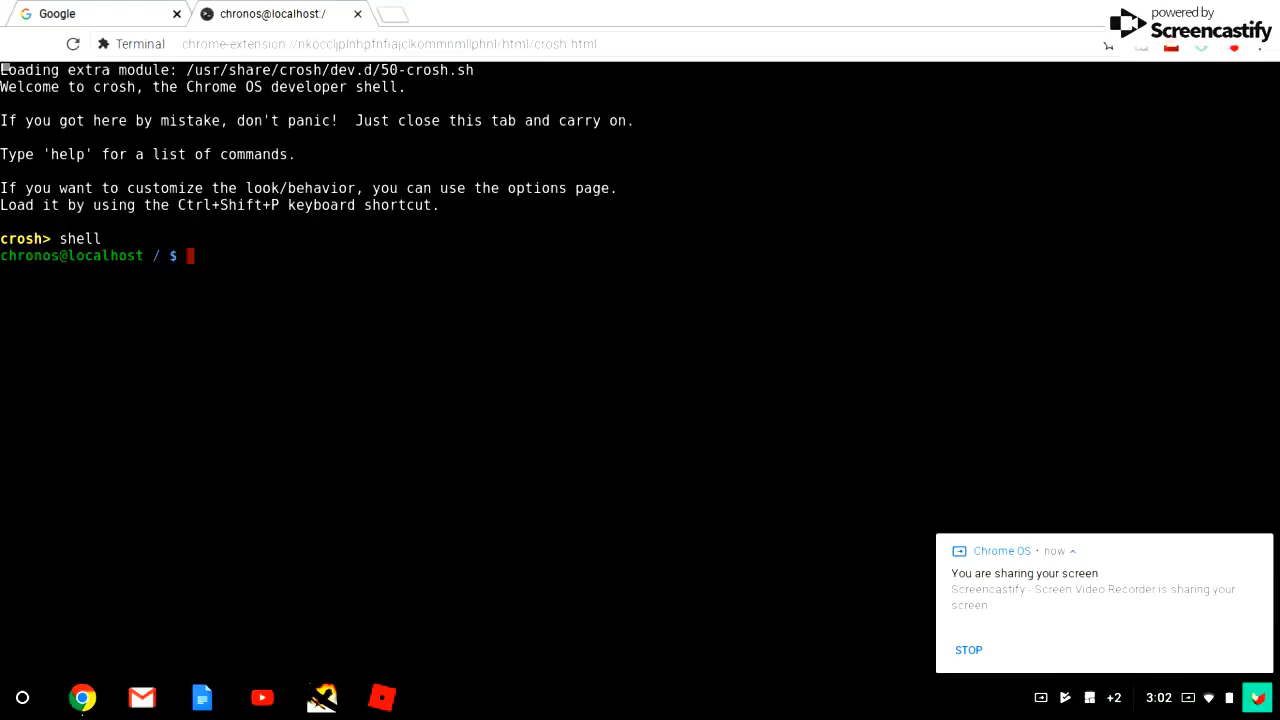 Google
chronos@localhost:/
powered by
Screencastify
Terminal
Loading extra module: /usr/share/crosh/dev.d/50-crosh.sh
Welcome to crosh, the Chrome OS developer shell.
If you got here by mistake, don't panic!  Just close this tab and carry on.
Type 'help' for a list of commands.
If you want to customize the look/behavior, you can use the options page.
Load it by using the Ctrl+Shift+P keyboard shortcut.
crosh> shell
chronos@localhost / $
Chrome OS • now
You are sharing your screen
Screencastify - Screen Video Recorder is sharing your
screen
STOP
+2
3:02